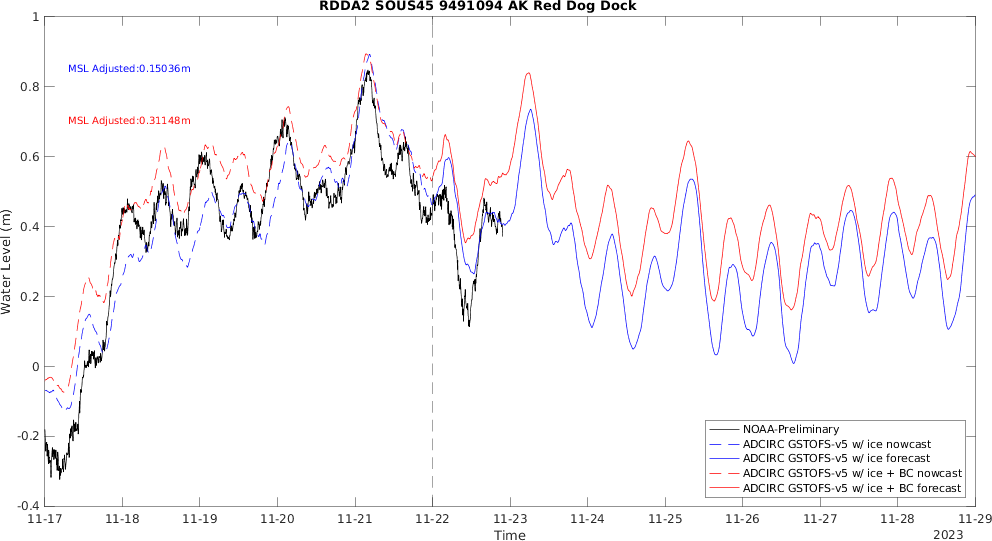 RDDA2 SOUS45 9491094 AK Red Dog Dock
MSL Adjusted:0.15036m
MSL Adjusted:0.31148m
Water Level (m)
1
0.8
0.6
0.4
0.2
0
-0.2
-0.4
NOAA-Preliminary
ADCIRC GSTOFS-v5 w/ ice nowcast
ADCIRC GSTOFS-v5 w/ ice forecast
ADCIRC GSTOFS-v5 w/ ice + BC nowcast
ADCIRC GSTOFS-v5 w/ ice + BC forecast
11-17 11-18 11-19 11-20 11-21 11-22 11-23 11-24 11-25 11-26 11-27 11-28 11-29
Time
2023